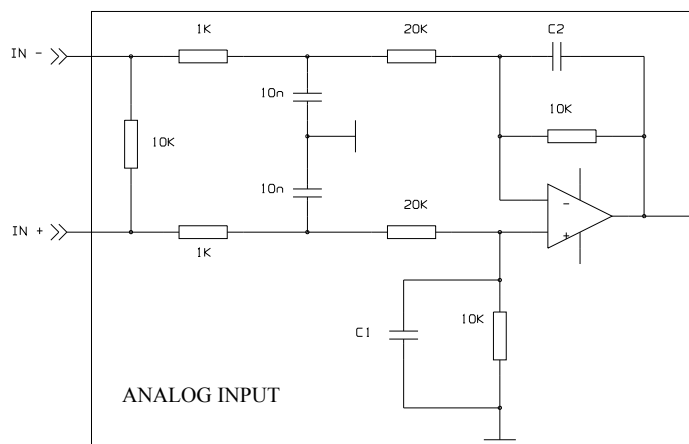 1K
20K
C2
IN -
10n
10K
10K
10n
20K
IN +
1K
-
+
C1
10K
ANALOG INPUT